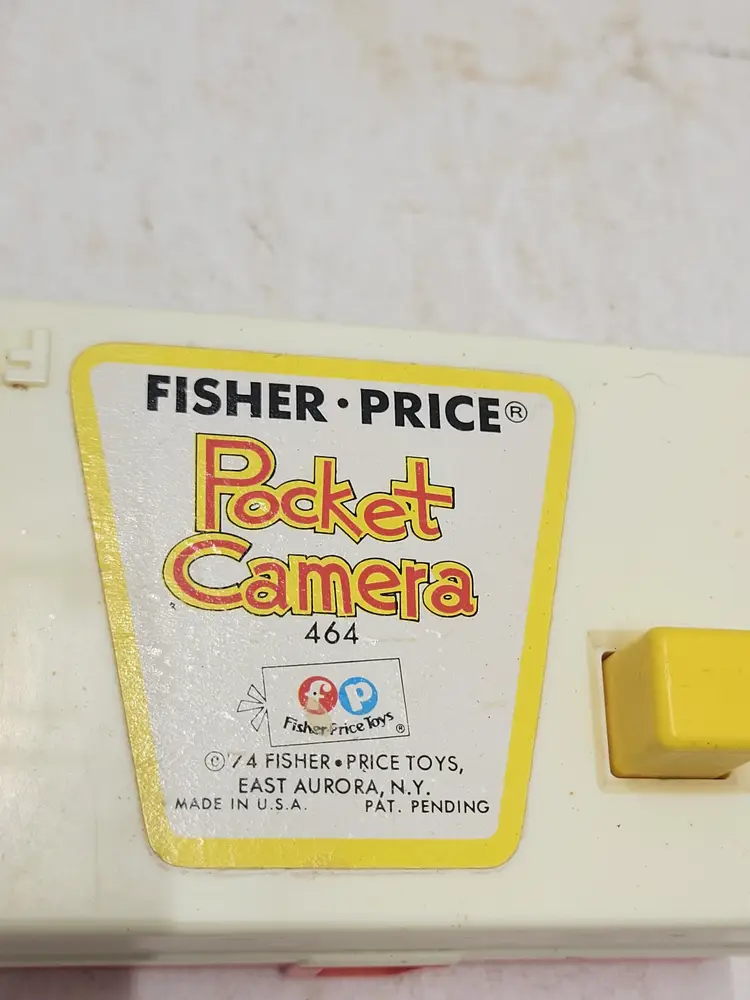 FISHER·PRICE®
Pocket
Camera
464
f p
Fisher Price Toys ®
©'74 FISHER•PRICE TOYS,
EAST AURORA, N.Y.
MADE IN U.S.A. PAT. PENDING